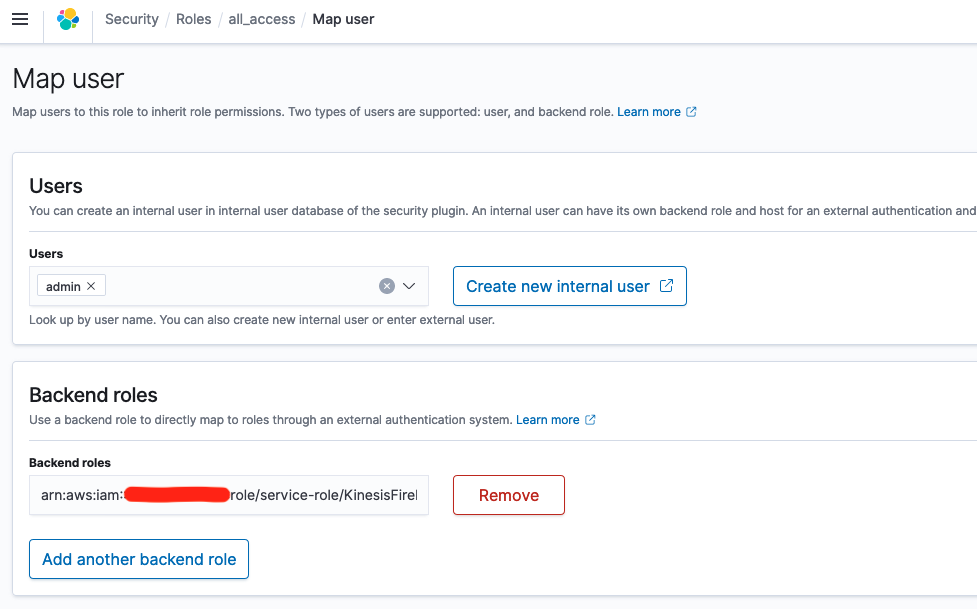 Security / Roles / all_access / Map user
Map user
Map users to this role to inherit role permissions. Two types of users are supported: user, and backend role. Learn more
Users
You can create an internal user in internal user database of the security plugin. An internal user can have its own backend role and host for an external authentication and
Users
admin
Create new internal user
Look up by user name. You can also create new internal user or enter external user.
Backend roles
Use a backend role to directly map to roles through an external authentication system. Learn more
Backend roles
arn:aws:iam: role/service-role/KinesisFire
Remove
Add another backend role